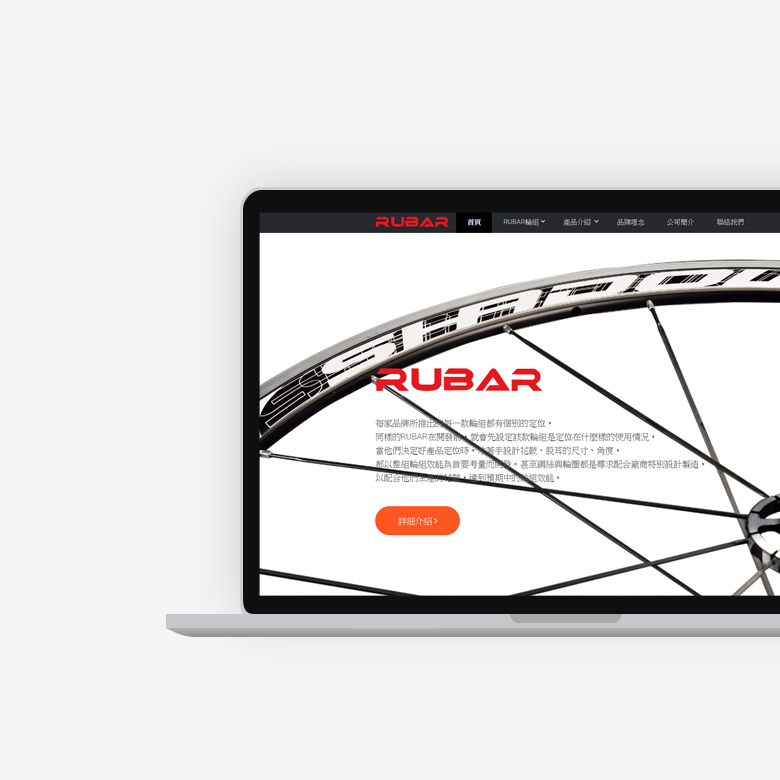 RUBAR 首頁 RUBAR輪組 產品介紹 品牌理念 公司簡介 聯絡我們
RUBAR
每家品牌所推出的每一款輪組都有個別的定位，
同樣的RUBAR在開發前，就會先設定該款輪組是定位在什麼樣的使用情況，
當他們決定好產品定位時，才著手設計花鼓、殼耳的尺寸、角度，
都以整組輪組效能為首要考量而開發。甚至鋼絲與輪圈都是尋求配合廠商特別設計製造，
以配合他們生產的花鼓，達到預期中的輪組效能。
詳細介紹